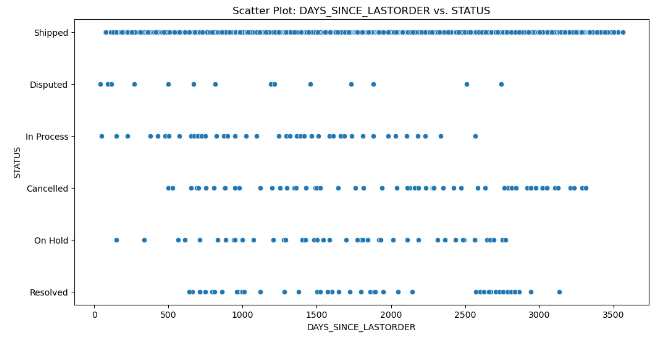 Scatter Plot: DAYS_SINCE_LASTORDER vs. STATUS
Shipped
Disputed
In Process
Cancelled
On Hold
Resolved
STATUS
0 500 1000 1500 2000 2500 3000 3500
DAYS_SINCE_LASTORDER